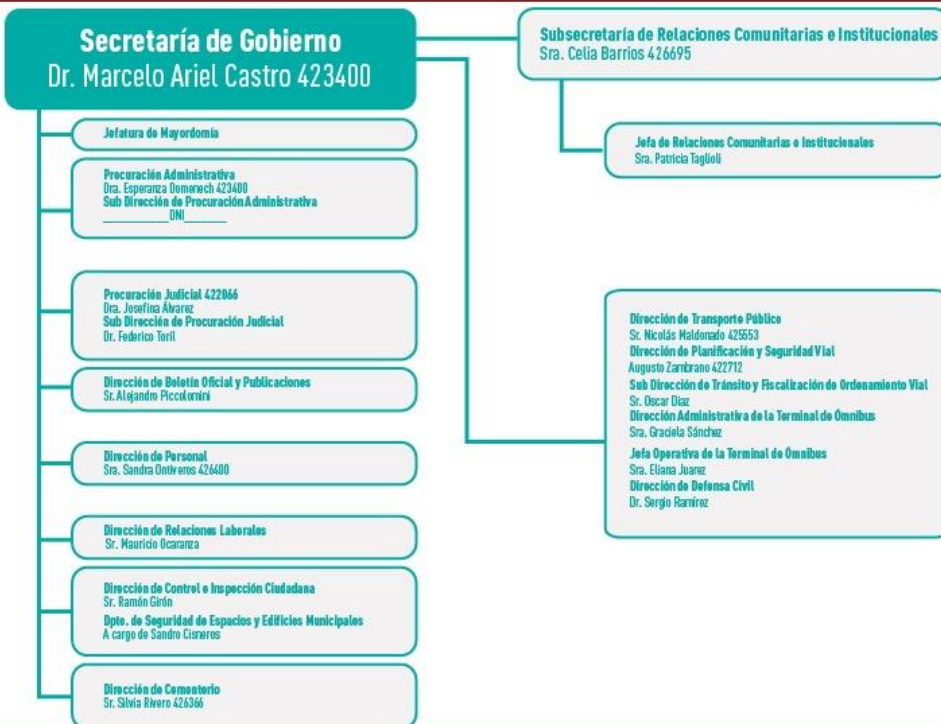 Secretaría de Gobierno
Dr. Marcelo Ariel Castro 423400
Jefatura de Mayordomía
Procuración Administrativa
Dra. Esperanza Domenech 423400
Sub Dirección de Procuración Administrativa
___________DNI_______
Procuración Judicial 422066
Dra. Josefina Álvarez
Sub Dirección de Procuración Judicial
Dr. Federico Toril
Dirección de Boletín Oficial y Publicaciones
Sr. Alejandro Piccolomini
Dirección de Personal
Sra. Sandra Ontiveros 426400
Dirección de Relaciones Laborales
Sr. Mauricio Ocaranza
Dirección de Control e Inspección Ciudadana
Sr. Ramón Girón
Dpto. de Seguridad de Espacios y Edificios Municipales
A cargo de Sandro Cisneros
Dirección de Cementerio
Sr. Silvia Rivero 426366
Subsecretaría de Relaciones Comunitarias e Institucionales
Sra. Celia Barrios 426695
Jefa de Relaciones Comunitarias e Institucionales
Sra. Patricia Taglioli
Dirección de Transporte Público
Sr. Nicolás Maldonado 425553
Dirección de Planificación y Seguridad Vial
Augusto Zambrano 422712
Sub Dirección de Tránsito y Fiscalización de Ordenamiento Vial
Sr. Oscar Díaz
Dirección Administrativa de la Terminal de Ómnibus
Sra. Graciela Sánchez
Jefa Operativa de la Terminal de Ómnibus
Sra. Eliana Juarez
Dirección de Defensa Civil
Dr. Sergio Ramírez